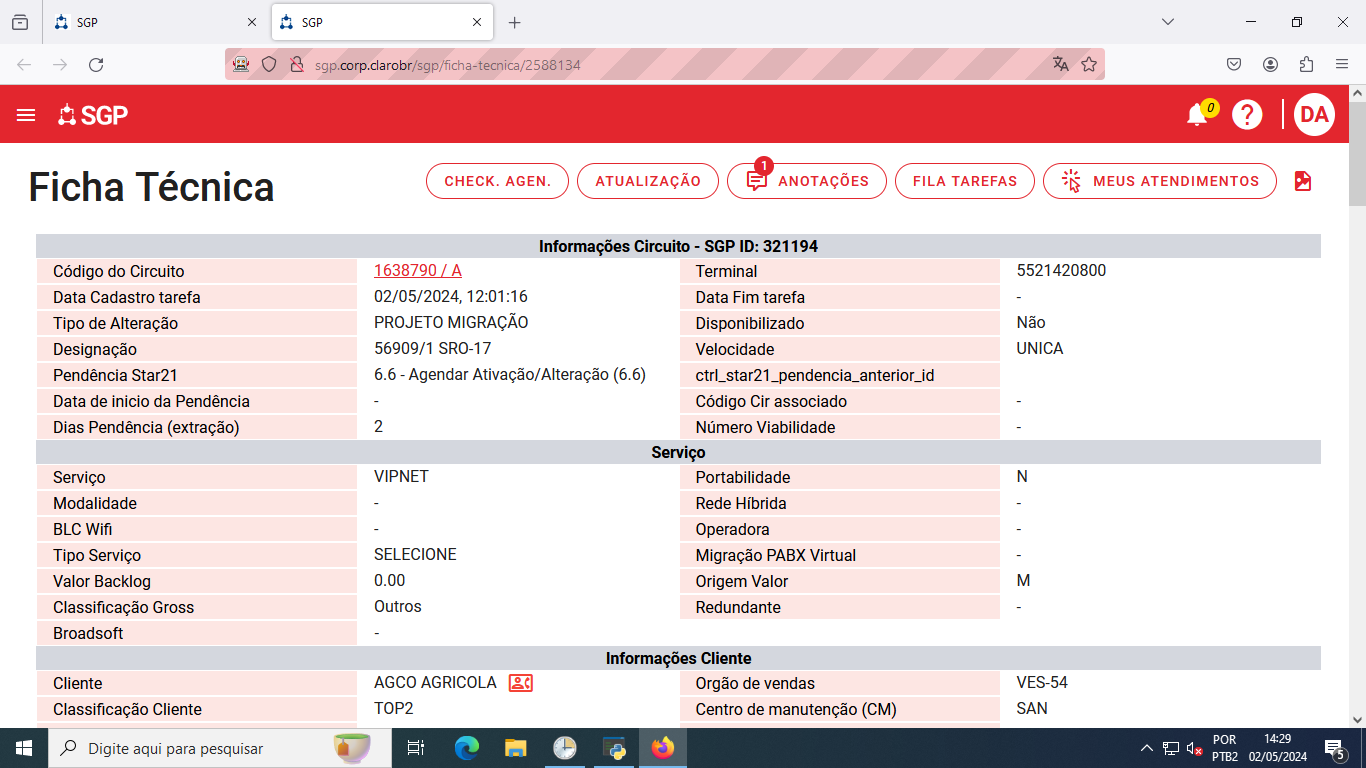 SGP
SGP
sgp.corp.clarobr/sgp/ficha-tecnica/2588134
SGP
0
?
DA
Ficha Técnica
CHECK. AGEN.
ATUALIZAÇÃO
1
ANOTAÇÕES
FILA TAREFAS
MEUS ATENDIMENTOS
Informações Circuito - SGP ID: 321194
Código do Circuito 1638790 / A Terminal 5521420800
Data Cadastro tarefa 02/05/2024, 12:01:16 Data Fim tarefa -
Tipo de Alteração PROJETO MIGRAÇÃO Disponibilizado Não
Designação 56909/1 SRO-17 Velocidade UNICA
Pendência Star21 6.6 - Agendar Ativação/Alteração (6.6) ctrl_star21_pendencia_anterior_id
Data de inicio da Pendência - Código Cir associado -
Dias Pendência (extração) 2 Número Viabilidade -
Serviço
Serviço VIPNET Portabilidade N
Modalidade - Rede Híbrida -
BLC Wifi - Operadora -
Tipo Serviço SELECIONE Migração PABX Virtual -
Valor Backlog 0.00 Origem Valor M
Classificação Gross Outros Redundante -
Broadsoft -
Informações Cliente
Cliente AGCO AGRICOLA Orgão de vendas VES-54
Classificação Cliente TOP2 Centro de manutenção (CM) SAN
Digite aqui para pesquisar
POR
PTB2
14:29
02/05/2024
5